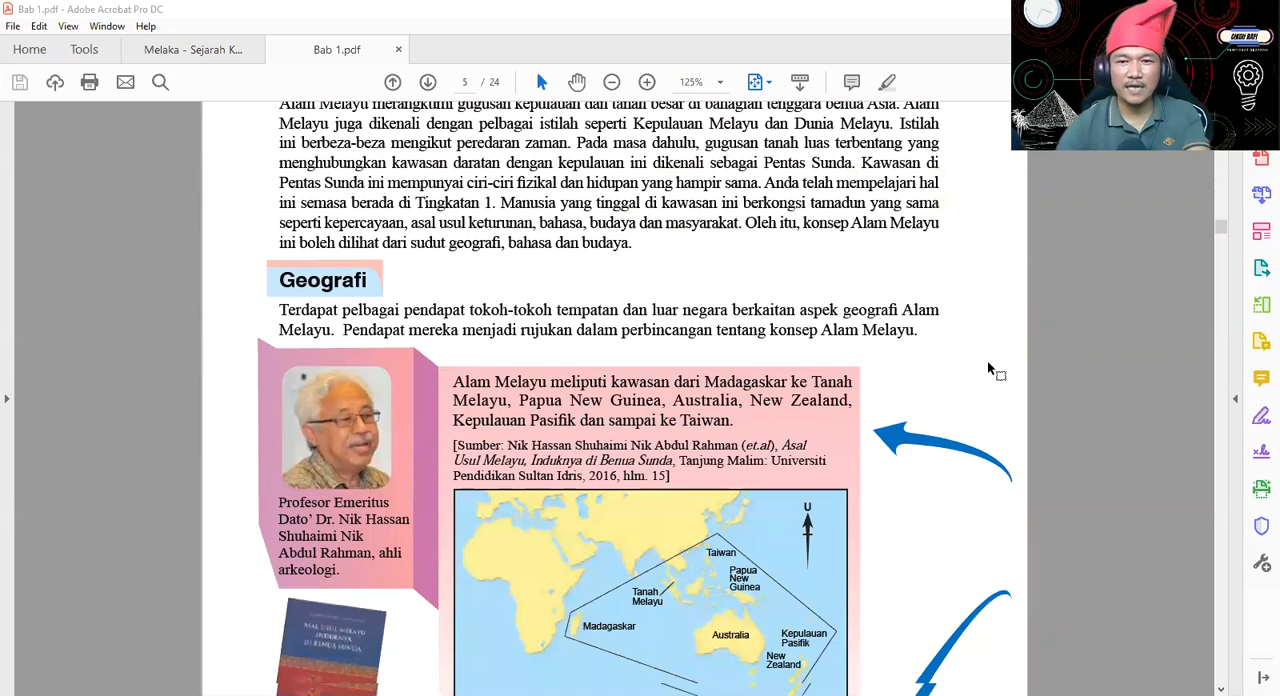 Bab 1.pdf - Adobe Acrobat Pro DC
File Edit View Window Help
Home Tools Melaka - Sejarah K... Bab 1.pdf ×
5 / 24 125%
Alam Melayu merangkumi gugusan kepulauan dan tanah besar di bahagian tenggara benua Asia. Alam
Melayu juga dikenali dengan pelbagai istilah seperti Kepulauan Melayu dan Dunia Melayu. Istilah
ini berbeza-beza mengikut peredaran zaman. Pada masa dahulu, gugusan tanah luas terbentang yang
menghubungkan kawasan daratan dengan kepulauan ini dikenali sebagai Pentas Sunda. Kawasan di
Pentas Sunda ini mempunyai ciri-ciri fizikal dan hidupan yang hampir sama. Anda telah mempelajari hal
ini semasa berada di Tingkatan 1. Manusia yang tinggal di kawasan ini berkongsi tamadun yang sama
seperti kepercayaan, asal usul keturunan, bahasa, budaya dan masyarakat. Oleh itu, konsep Alam Melayu
ini boleh dilihat dari sudut geografi, bahasa dan budaya.
Geografi
Terdapat pelbagai pendapat tokoh-tokoh tempatan dan luar negara berkaitan aspek geografi Alam
Melayu. Pendapat mereka menjadi rujukan dalam perbincangan tentang konsep Alam Melayu.
Profesor Emeritus
Dato' Dr. Nik Hassan
Shuhaimi Nik
Abdul Rahman, ahli
arkeologi.
ASAL USUL MELAYU
INDUKNYA
DI BENUA SUNDA
Alam Melayu meliputi kawasan dari Madagaskar ke Tanah
Melayu, Papua New Guinea, Australia, New Zealand,
Kepulauan Pasifik dan sampai ke Taiwan.
[Sumber: Nik Hassan Shuhaimi Nik Abdul Rahman (et.al), Asal
Usul Melayu, Induknya di Benua Sunda, Tanjung Malim: Universiti
Pendidikan Sultan Idris, 2016, hlm. 15]
U
Taiwan
Papua
New
Guinea
Tanah
Melayu
Madagaskar
Australia
Kepulauan
Pasifik
New
Zealand